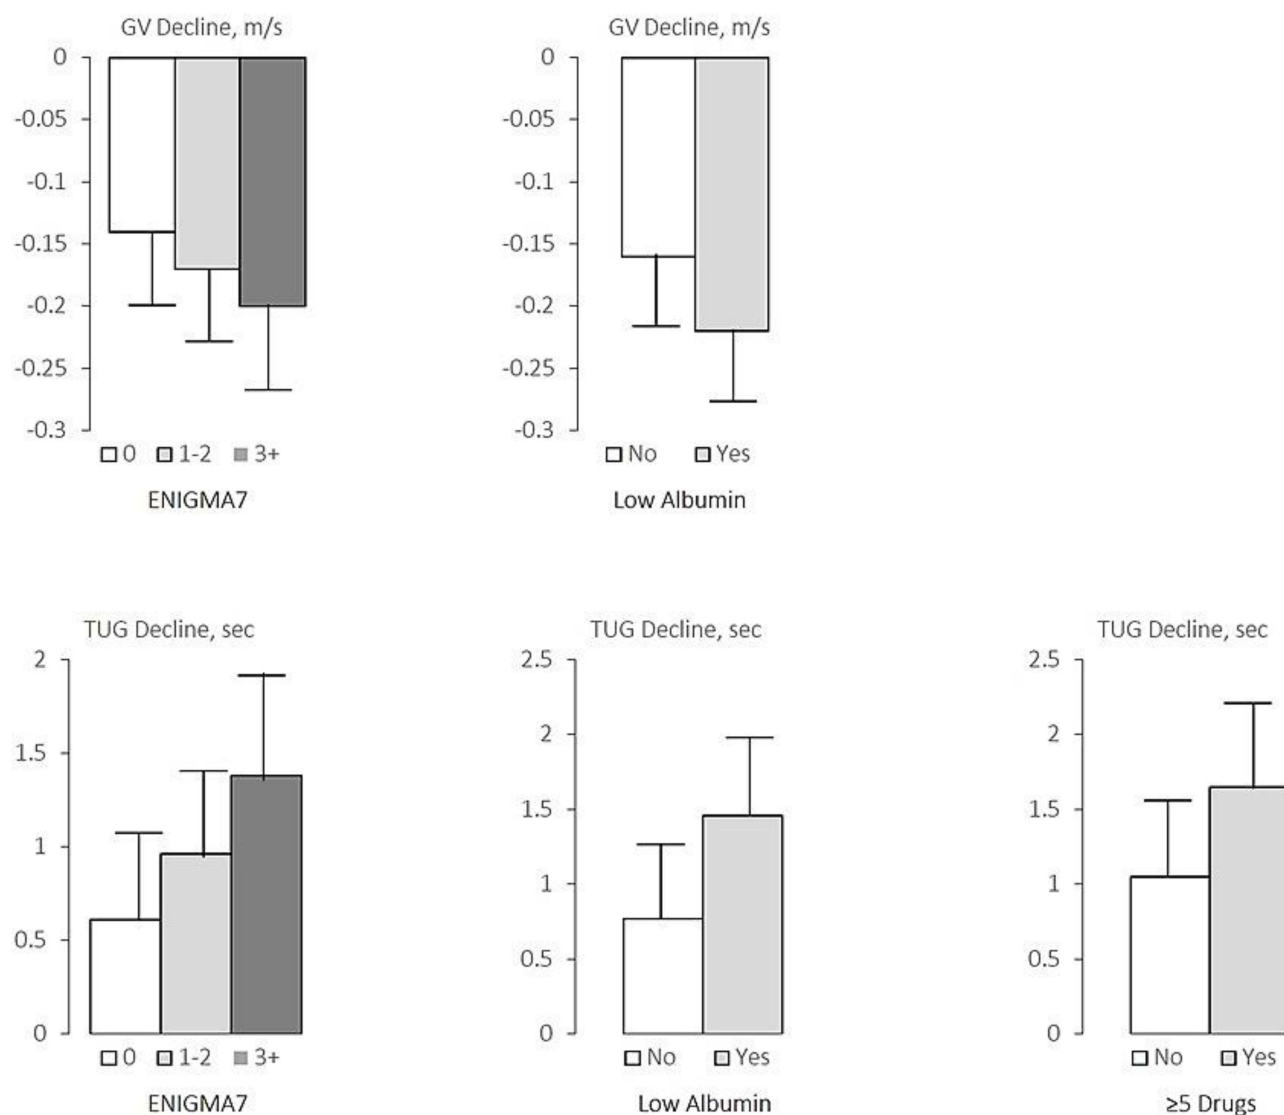 GV Decline, m/s
0
-0.05
-0.1
-0.15
-0.2
-0.25
-0.3
0 1-2 3+
ENIGMA7
GV Decline, m/s
0
-0.05
-0.1
-0.15
-0.2
-0.25
-0.3
No Yes
Low Albumin
TUG Decline, sec
2
1.5
1
0.5
0
0 1-2 3+
ENIGMA7
TUG Decline, sec
2.5
2
1.5
1
0.5
0
No Yes
Low Albumin
TUG Decline, sec
2.5
2
1.5
1
0.5
0
No Yes
≥5 Drugs